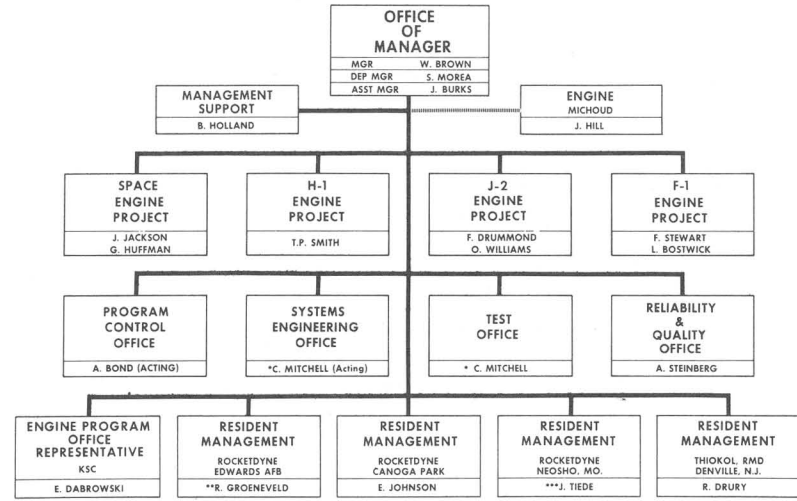 OFFICE
OF
MANAGER
MGR W. BROWN
DEP MGR S. MOREA
ASST MGR J. BURKS
MANAGEMENT
SUPPORT
B. HOLLAND
ENGINE
MICHOUD
J. HILL
SPACE
ENGINE
PROJECT
J. JACKSON
G. HUFFMAN
H-1
ENGINE
PROJECT
T.P. SMITH
J-2
ENGINE
PROJECT
F. DRUMMOND
O. WILLIAMS
F-1
ENGINE
PROJECT
F. STEWART
L. BOSTWICK
PROGRAM
CONTROL
OFFICE
A. BOND (ACTING)
SYSTEMS
ENGINEERING
OFFICE
*C. MITCHELL (Acting)
TEST
OFFICE
* C. MITCHELL
RELIABILITY
&
QUALITY
OFFICE
A. STEINBERG
ENGINE PROGRAM
OFFICE
REPRESENTATIVE
KSC
E. DABROWSKI
RESIDENT
MANAGEMENT
ROCKETDYNE
EDWARDS AFB
**R. GROENEVELD
RESIDENT
MANAGEMENT
ROCKETDYNE
CANOGA PARK
E. JOHNSON
RESIDENT
MANAGEMENT
ROCKETDYNE
NEOSHO, MO.
***J. TIEDE
RESIDENT
MANAGEMENT
THIOKOL, RMD
DENVILLE, N.J.
R. DRURY